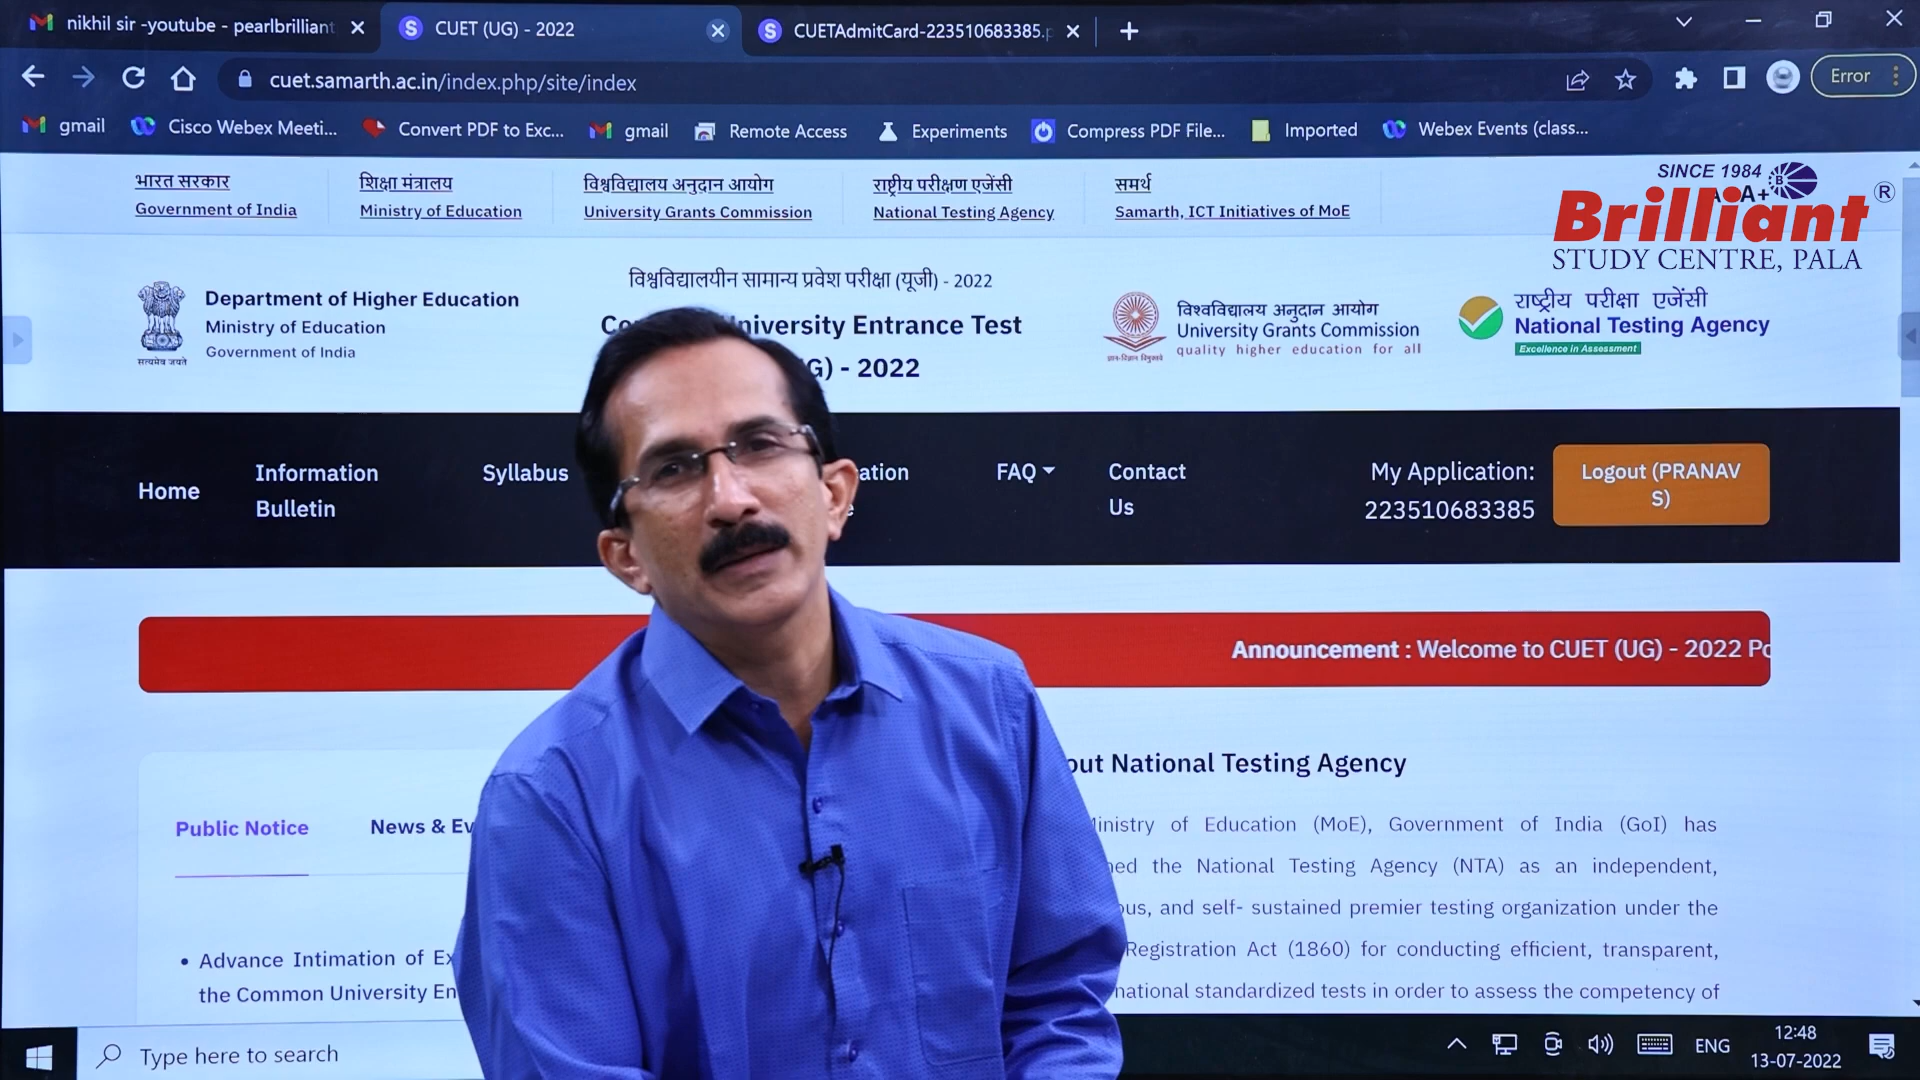 nikhil sir -youtube - pearlbrilliant
CUET (UG) - 2022
CUETAdmitCard-223510683385.p
cuet.samarth.ac.in/index.php/site/index
Error
gmail
Cisco Webex Meeti...
Convert PDF to Exc...
gmail
Remote Access
Experiments
Compress PDF File...
Imported
Webex Events (class...
भारत सरकार
Government of India
शिक्षा मंत्रालय
Ministry of Education
विश्वविद्यालय अनुदान आयोग
University Grants Commission
राष्ट्रीय परीक्षण एजेंसी
National Testing Agency
समर्थ
Samarth, ICT Initiatives of MoE
A+
SINCE 1984
B
Brilliant ®
STUDY CENTRE, PALA
सत्यमेव जयते
Department of Higher Education
Ministry of Education
Government of India
विश्वविद्यालयीन सामान्य प्रवेश परीक्षा (यूजी) - 2022
Co niversity Entrance Test
G) - 2022
विश्वविद्यालय अनुदान आयोग
University Grants Commission
quality higher education for all
ज्ञान-विज्ञान विमुक्तये
राष्ट्रीय परीक्षा एजेंसी
National Testing Agency
Excellence in Assessment
Home
Information
Bulletin
Syllabus
ation
e
FAQ
Contact
Us
My Application:
223510683385
Logout (PRANAV
S)
Announcement : Welcome to CUET (UG) - 2022 Po
Public Notice
News & Ev
• Advance Intimation of Ex
the Common University En
out National Testing Agency
inistry of Education (MoE), Government of India (GoI) has
ed the National Testing Agency (NTA) as an independent,
ous, and self- sustained premier testing organization under the
Registration Act (1860) for conducting efficient, transparent,
national standardized tests in order to assess the competency of
Type here to search
ENG
12:48
13-07-2022